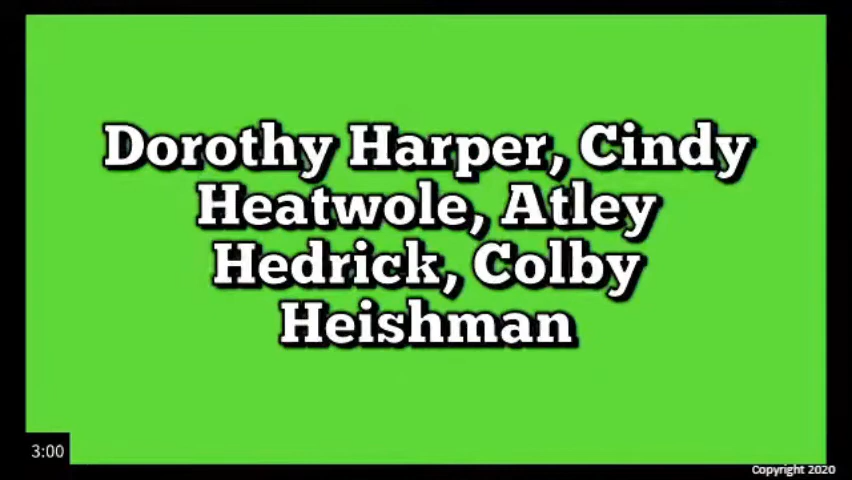 Dorothy Harper, Cindy
Heatwole, Atley
Hedrick, Colby
Heishman
3:00
Copyright 2020